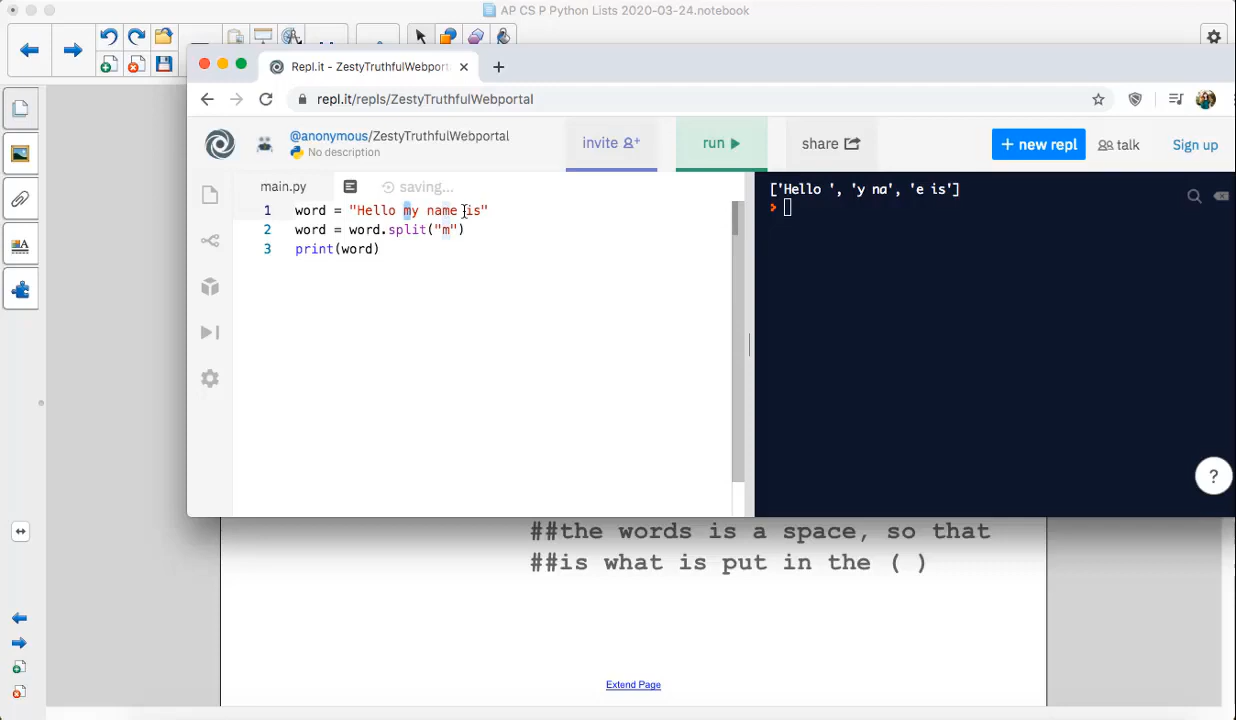 AP CS P Python Lists 2020-03-24.notebook
Repl.it - ZestyTruthfulWebport
repl.it/repls/ZestyTruthfulWebportal
@anonymous/ZestyTruthfulWebportal
No description
invite
run
share
+ new repl
talk
Sign up
main.py
saving...
1 word = "Hello my name is"
2 word = word.split("m")
3 print(word)
['Hello ', 'y na', 'e is']
>
?
##the words is a space, so that
##is what is put in the ( )
Extend Page